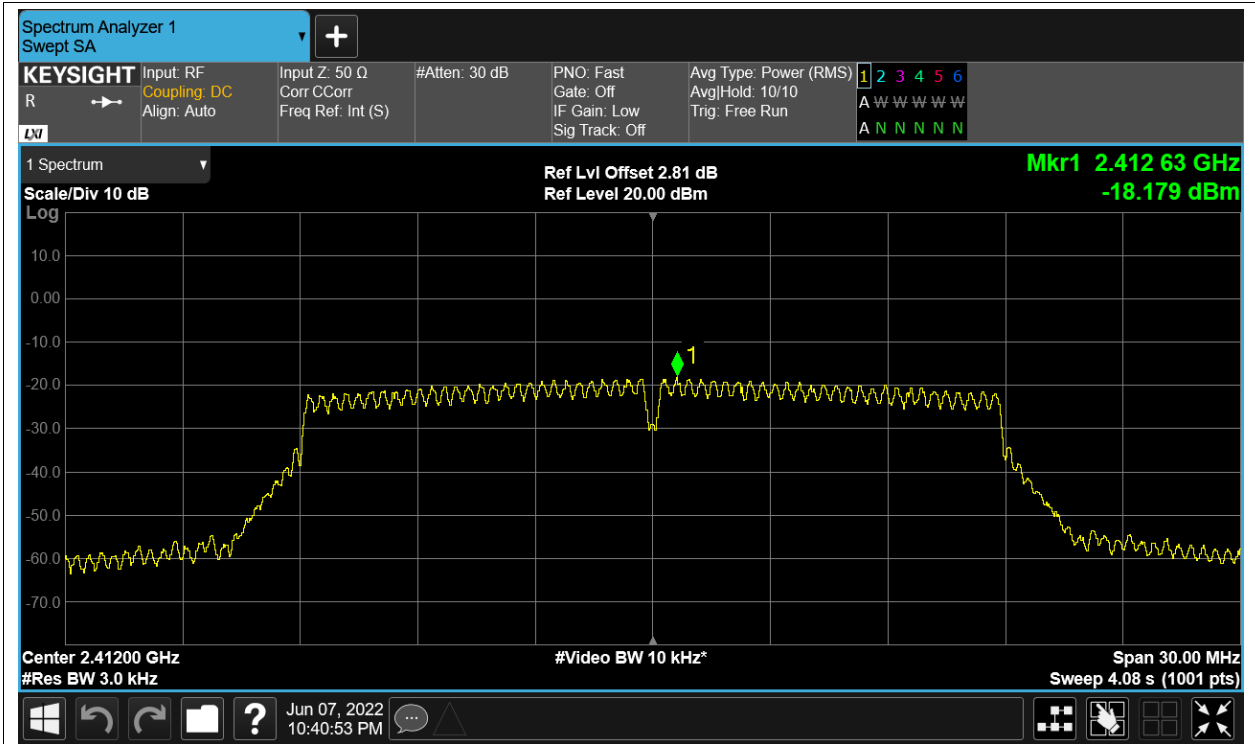 Spectrum Analyzer 1
Swept SA
KEYSIGHT
R
LXI
Input: RF
Coupling: DC
Align: Auto
Input Z: 50 Ω
Corr CCorr
Freq Ref: Int (S)
#Atten: 30 dB
PNO: Fast
Gate: Off
IF Gain: Low
Sig Track: Off
Avg Type: Power (RMS)
Avg|Hold: 10/10
Trig: Free Run
1 2 3 4 5 6
A W W W W W
A N N N N N
1 Spectrum
Scale/Div 10 dB
Log
Ref Lvl Offset 2.81 dB
Ref Level 20.00 dBm
Mkr1 2.412 63 GHz
-18.179 dBm
10.0
0.00
-10.0
1
-20.0
-30.0
-40.0
-50.0
-60.0
-70.0
Center 2.41200 GHz
#Res BW 3.0 kHz
#Video BW 10 kHz*
Span 30.00 MHz
Sweep 4.08 s (1001 pts)
?
Jun 07, 2022
10:40:53 PM